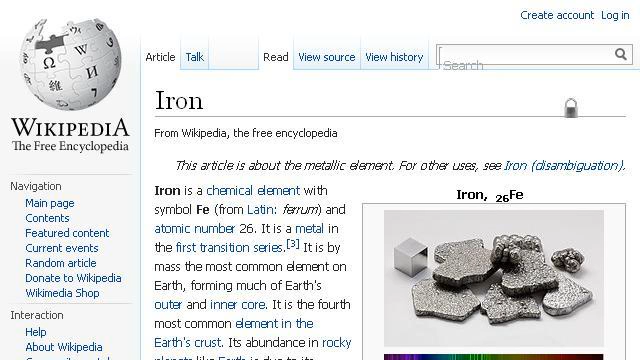 Create account Log in
Article Talk Read View source View history Search
WIKIPEDIA
The Free Encyclopedia
Iron
From Wikipedia, the free encyclopedia
This article is about the metallic element. For other uses, see Iron (disambiguation).
Navigation
Main page
Contents
Featured content
Current events
Random article
Donate to Wikipedia
Wikimedia Shop
Interaction
Help
About Wikipedia
Iron is a chemical element with
symbol Fe (from Latin: ferrum) and
atomic number 26. It is a metal in
the first transition series.[3] It is by
mass the most common element on
Earth, forming much of Earth's
outer and inner core. It is the fourth
most common element in the
Earth's crust. Its abundance in rocky
Iron, 26Fe